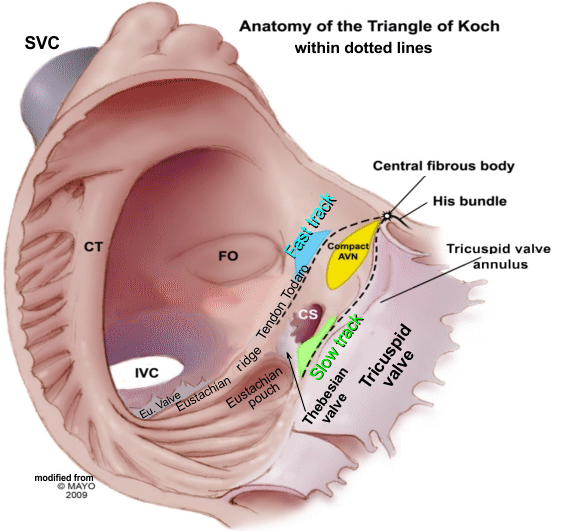 Anatomy of the Triangle of Koch
within dotted lines
SVC
Central fibrous body
His bundle
Fast track
Compact
AVN
Tricuspid valve
annulus
CT
FO
Tendon Todaro
CS
Slow track
Tricuspid
valve
IVC
Eu. Valve
Eustachian
ridge
Eustachian
pouch
Thebesian
valve
modified from
© MAYO
2009